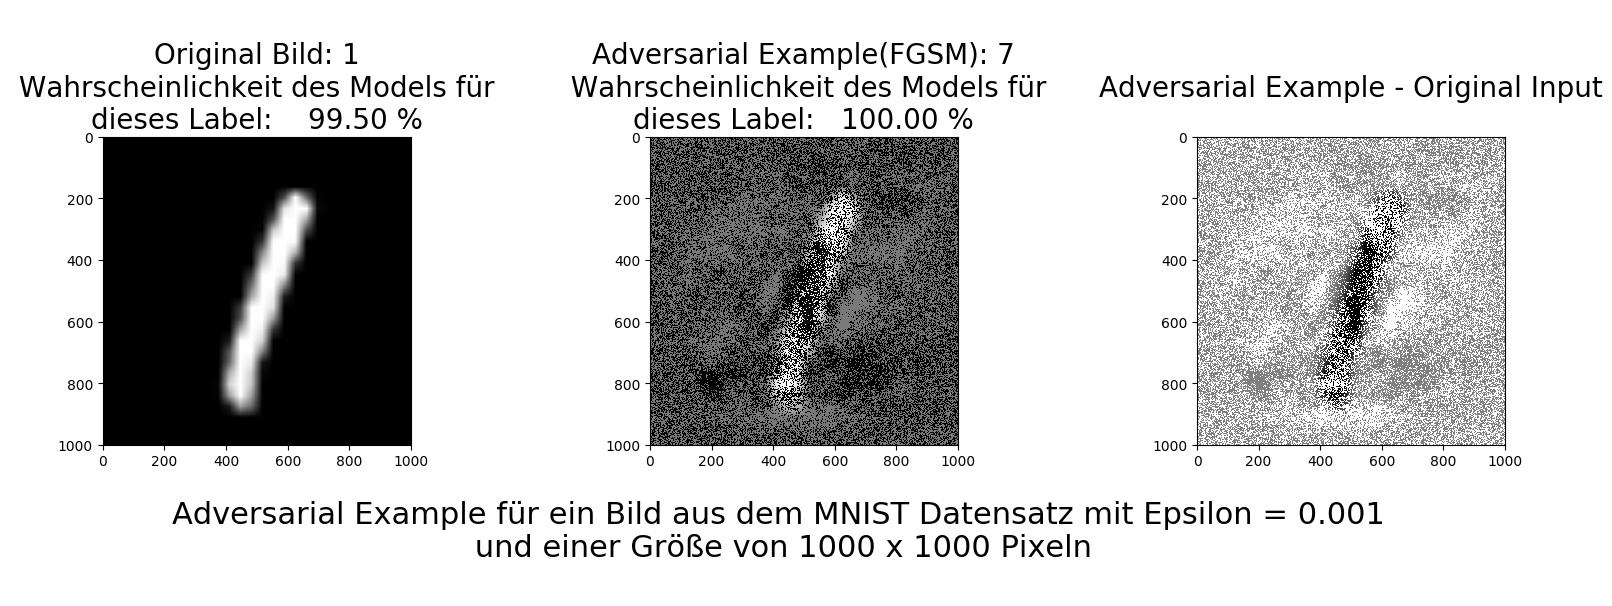 Original Bild: 1
Wahrscheinlichkeit des Models für
dieses Label: 99.50 %
0
200
400
600
800
1000
0 200 400 600 800 1000
Adversarial Example(FGSM): 7
Wahrscheinlichkeit des Models für
dieses Label: 100.00 %
0
200
400
600
800
1000
0 200 400 600 800 1000
Adversarial Example - Original Input
0
200
400
600
800
1000
0 200 400 600 800 1000
Adversarial Example für ein Bild aus dem MNIST Datensatz mit Epsilon = 0.001
und einer Größe von 1000 x 1000 Pixeln